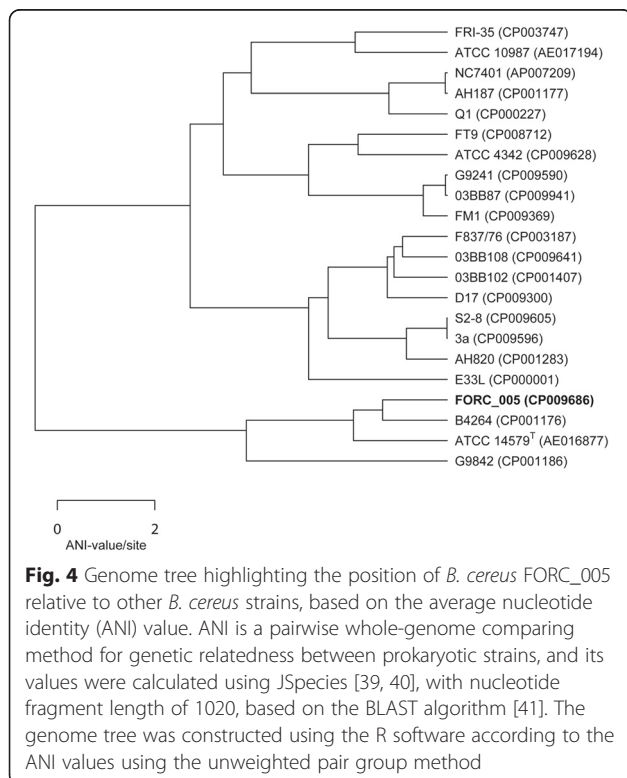 FRI-35 (CP003747)
ATCC 10987 (AE017194)
NC7401 (AP007209)
AH187 (CP001177)
Q1 (CP000227)
FT9 (CP008712)
ATCC 4342 (CP009628)
G9241 (CP009590)
03BB87 (CP009941)
FM1 (CP009369)
F837/76 (CP003187)
03BB108 (CP009641)
03BB102 (CP001407)
D17 (CP009300)
S2-8 (CP009605)
3a (CP009596)
AH820 (CP001283)
E33L (CP000001)
FORC_005 (CP009686)
B4264 (CP001176)
ATCC 14579T (AE016877)
G9842 (CP001186)
0 2
ANI-value/site
Fig. 4 Genome tree highlighting the position of B. cereus FORC_005
relative to other B. cereus strains, based on the average nucleotide
identity (ANI) value. ANI is a pairwise whole-genome comparing
method for genetic relatedness between prokaryotic strains, and its
values were calculated using JSpecies [39, 40], with nucleotide
fragment length of 1020, based on the BLAST algorithm [41]. The
genome tree was constructed using the R software according to the
ANI values using the unweighted pair group method